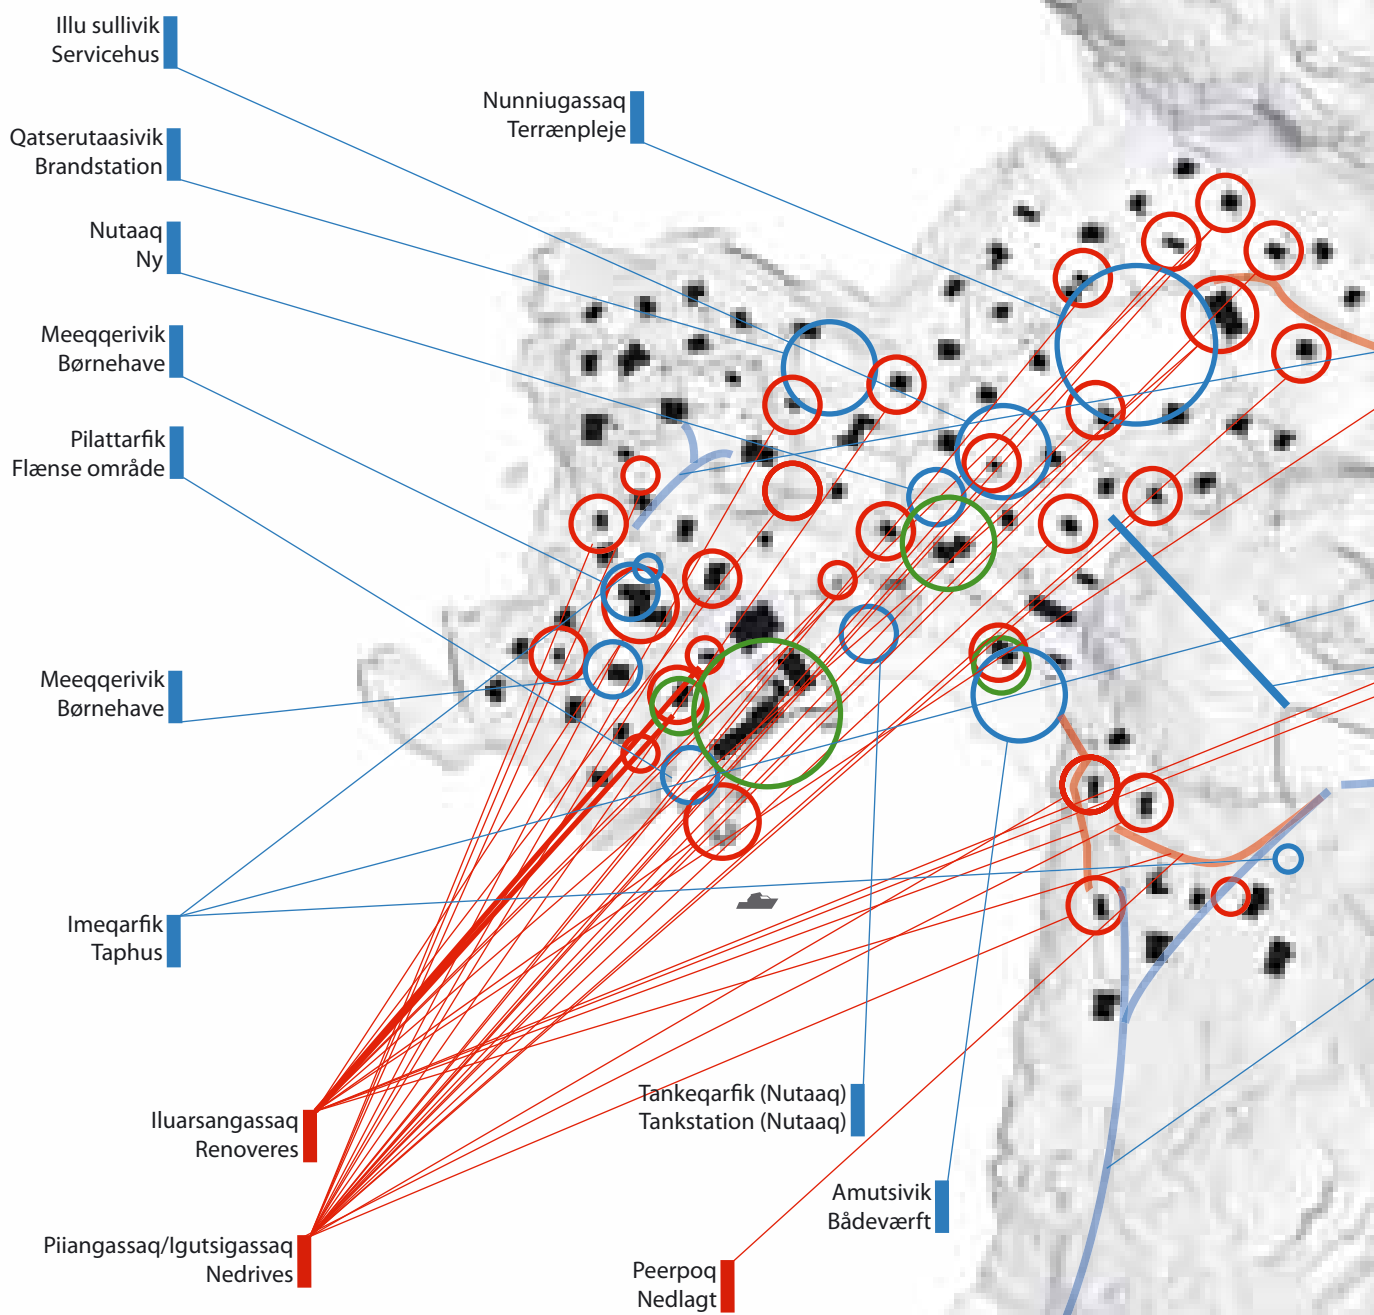 Illu sullivik
Servicehus
Nunniugassaq
Terrænpleje
Qatserutaasivik
Brandstation
Nutaaq
Ny
Meeqqerivik
Børnehave
Pilattarfik
Flænse område
Meeqqerivik
Børnehave
Imeqarfik
Taphus
Iluarsangassaq
Renoveres
Tankeqarfik (Nutaaq)
Tankstation (Nutaaq)
Amutsivik
Bådeværft
Piiangassaq/Igutsigassaq
Nedrives
Peerpoq
Nedlagt